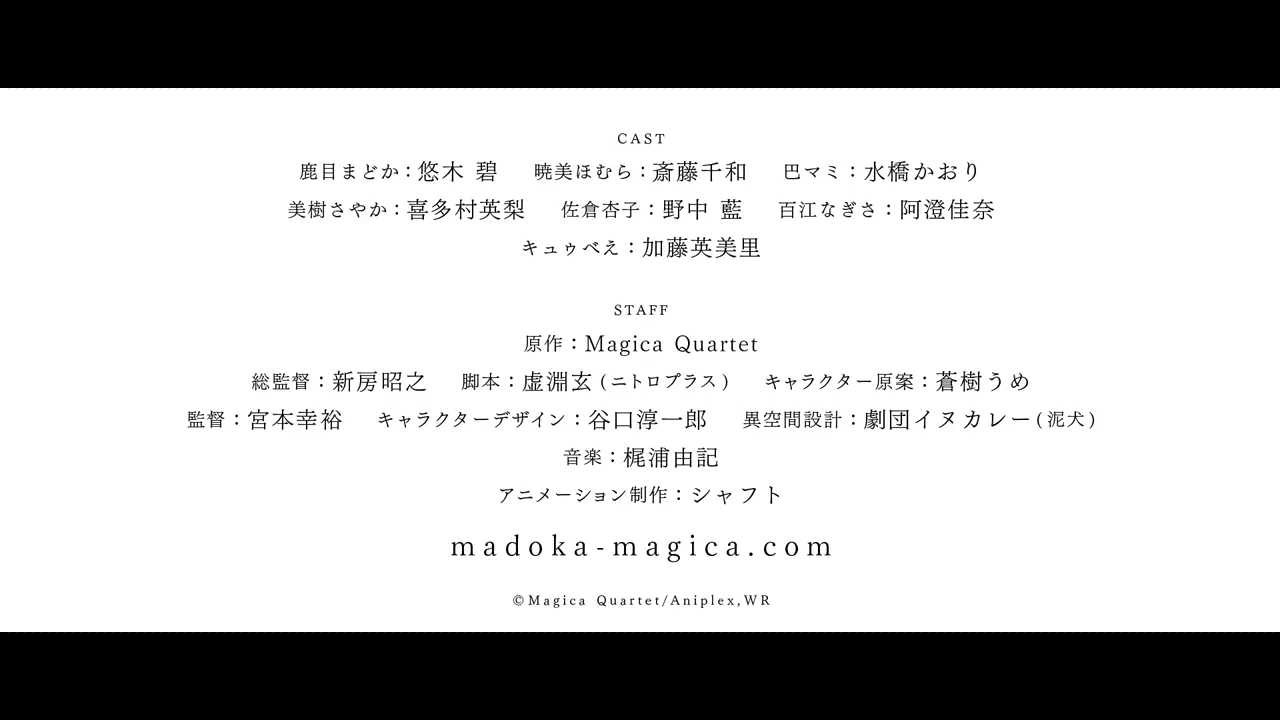 CAST
鹿目まどか：悠木 碧　暁美ほむら：斎藤千和　巴マミ：水橋かおり
美樹さやか：喜多村英梨　佐倉杏子：野中 藍　百江なぎさ：阿澄佳奈
キュゥべえ：加藤英美里
STAFF
原作：Magica Quartet
総監督：新房昭之　脚本：虚淵玄(ニトロプラス)　キャラクター原案：蒼樹うめ
監督：宮本幸裕　キャラクターデザイン：谷口淳一郎　異空間設計：劇団イヌカレー(泥犬)
音楽：梶浦由記
アニメーション制作：シャフト
madoka-magica.com
©Magica Quartet/Aniplex,WR